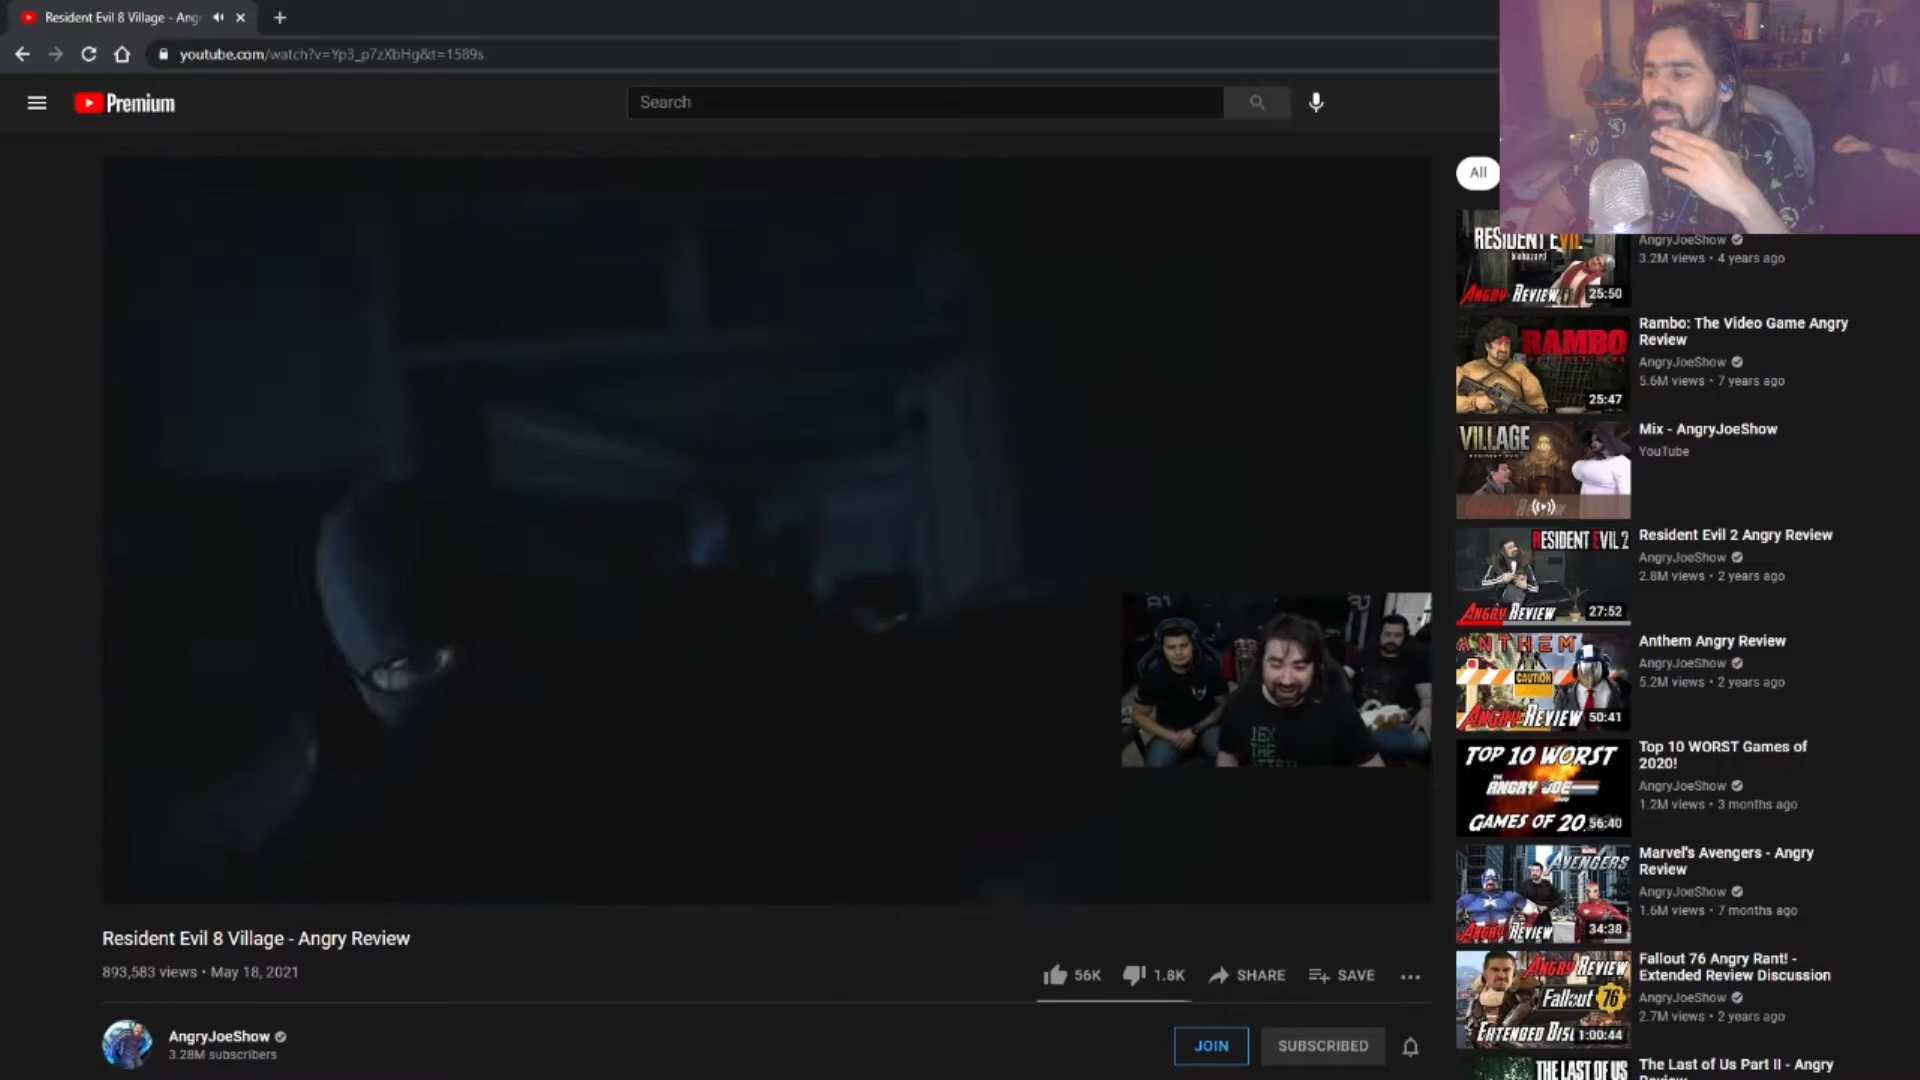 Resident Evil 8 Village - Ang
youtube.com/watch?v=Yp3_p7zXbHg&t=1589s
Premium
Search
All
RESIDENT EVIL
biohazard
ANGRY REVIEW
25:50
AngryJoeShow
3.2M views • 4 years ago
RAMBO
25:47
Rambo: The Video Game Angry
Review
AngryJoeShow
5.6M views • 7 years ago
VILLAGE
Mix - AngryJoeShow
YouTube
RESIDENT EVIL 2
ANGRY REVIEW
27:52
Resident Evil 2 Angry Review
AngryJoeShow
2.8M views • 2 years ago
ANTHEM
CAUTION
ANGRY REVIEW
50:41
Anthem Angry Review
AngryJoeShow
5.2M views • 2 years ago
TOP 10 WORST
THE
ANGRY JOE
SHOW
GAMES OF 20
56:40
Top 10 WORST Games of
2020!
AngryJoeShow
1.2M views • 3 months ago
MARVEL
AVENGERS
ANGRY REVIEW
34:38
Marvel's Avengers - Angry
Review
AngryJoeShow
1.6M views • 7 months ago
ANGRY REVIEW
Fallout 76
EXTENDED DIS
1:00:44
Fallout 76 Angry Rant! -
Extended Review Discussion
AngryJoeShow
2.7M views • 2 years ago
THE LAST OF US
The Last of Us Part II - Angry
Review
Resident Evil 8 Village - Angry Review
893,583 views • May 18, 2021
56K
1.8K
SHARE
SAVE
AngryJoeShow
3.28M subscribers
JOIN
SUBSCRIBED